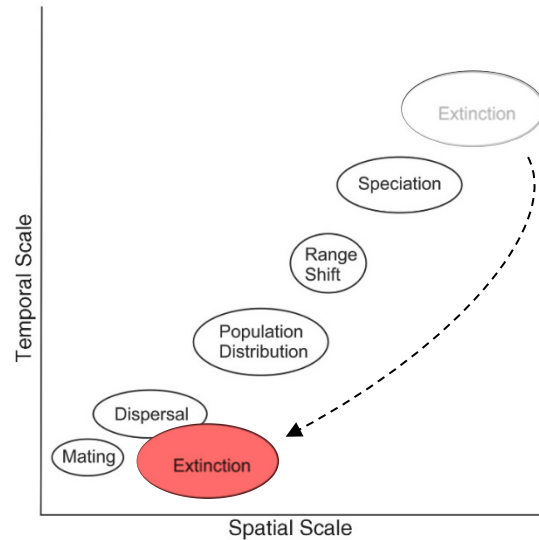 Extinction
Speciation
Range
Shift
Population
Distribution
Dispersal
Mating
Extinction
Temporal Scale
Spatial Scale